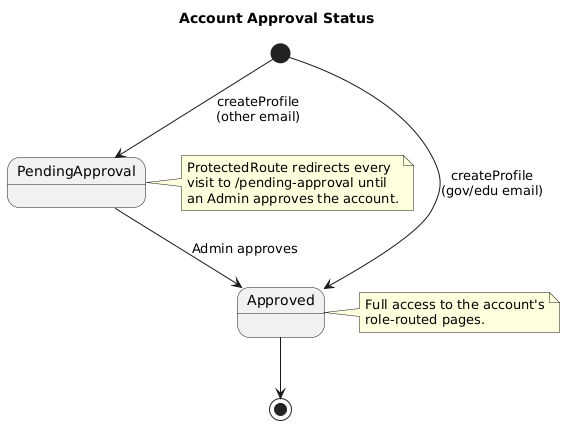 Account Approval Status
createProfile
(other email)
PendingApproval
ProtectedRoute redirects every
visit to /pending-approval until
an Admin approves the account.
createProfile
(gov/edu email)
Admin approves
Approved
Full access to the account's
role-routed pages.